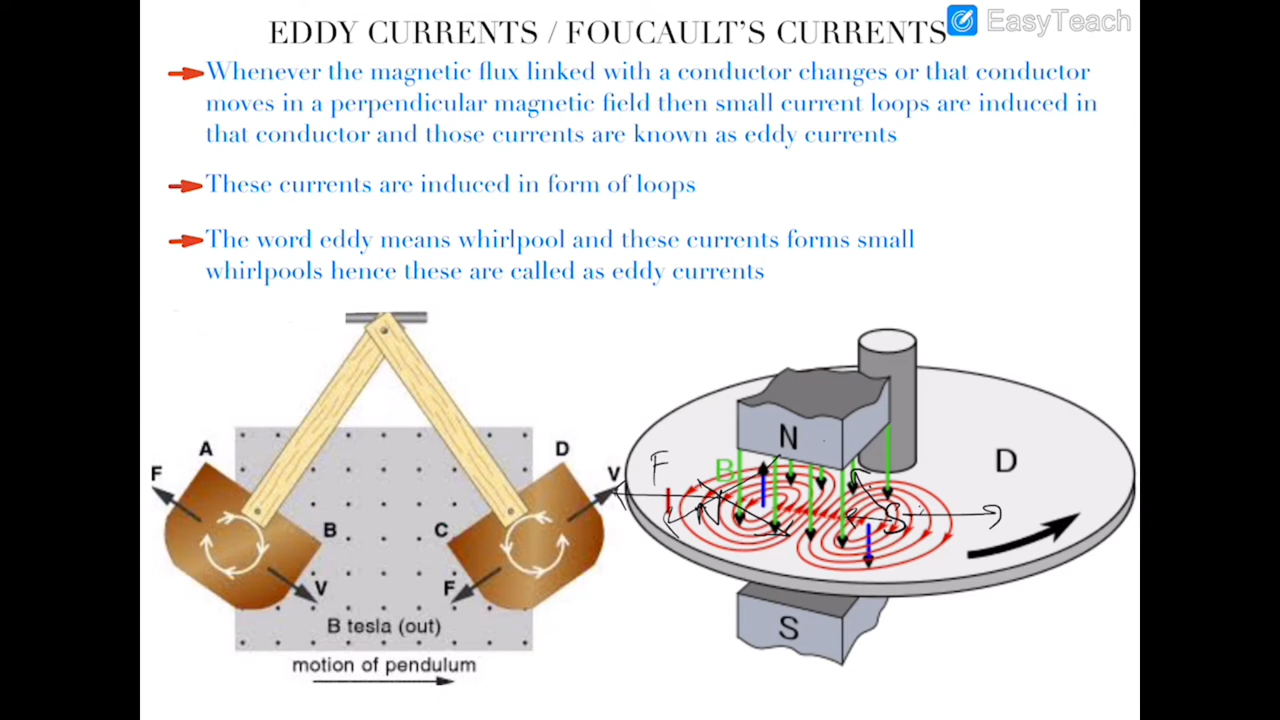 EDDY CURRENTS / FOUCAULT'S CURRENTS
EasyTeach
Whenever the magnetic flux linked with a conductor changes or that conductor
moves in a perpendicular magnetic field then small current loops are induced in
that conductor and those currents are known as eddy currents
These currents are induced in form of loops
The word eddy means whirlpool and these currents forms small
whirlpools hence these are called as eddy currents
A
D
F
V
B
C
V
F
B tesla (out)
motion of pendulum
N
D
F
B
N
S
S